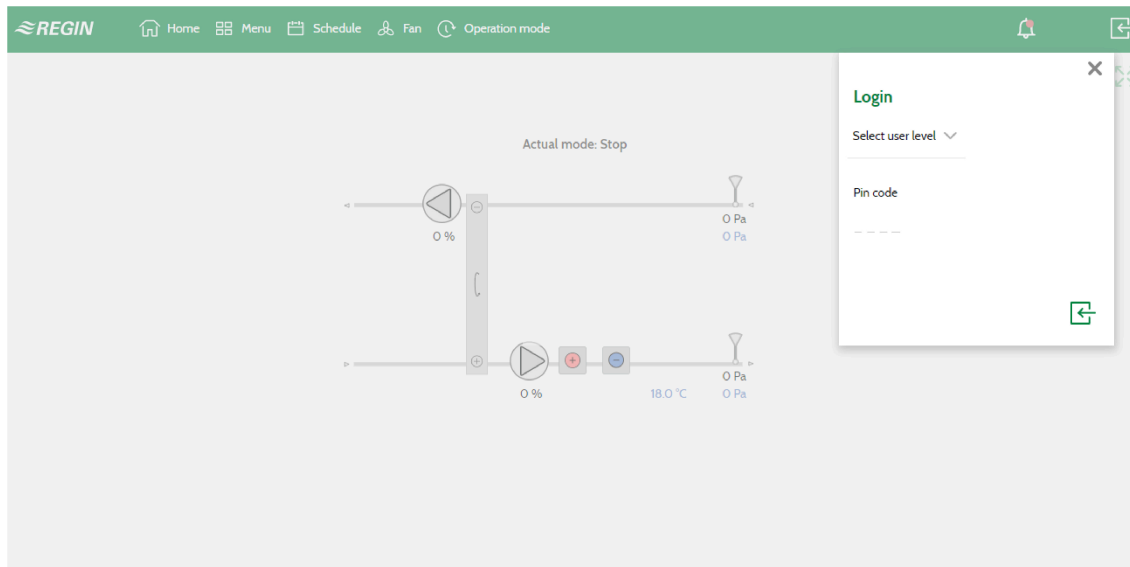 REGIN Home Menu Schedule Fan Operation mode
Login
Select user level
Actual mode: Stop
Pin code
0 Pa
0 % 0 Pa
_ _ _ _
0 Pa
0 % 18.0 °C 0 Pa